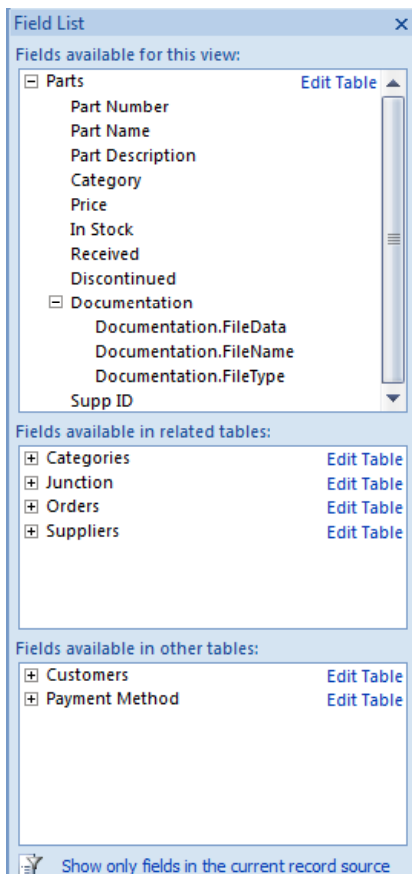 Field List
Fields available for this view:
Parts Edit Table
Part Number
Part Name
Part Description
Category
Price
In Stock
Received
Discontinued
Documentation
Documentation.FileData
Documentation.FileName
Documentation.FileType
Supp ID
Fields available in related tables:
Categories Edit Table
Junction Edit Table
Orders Edit Table
Suppliers Edit Table
Fields available in other tables:
Customers Edit Table
Payment Method Edit Table
Show only fields in the current record source